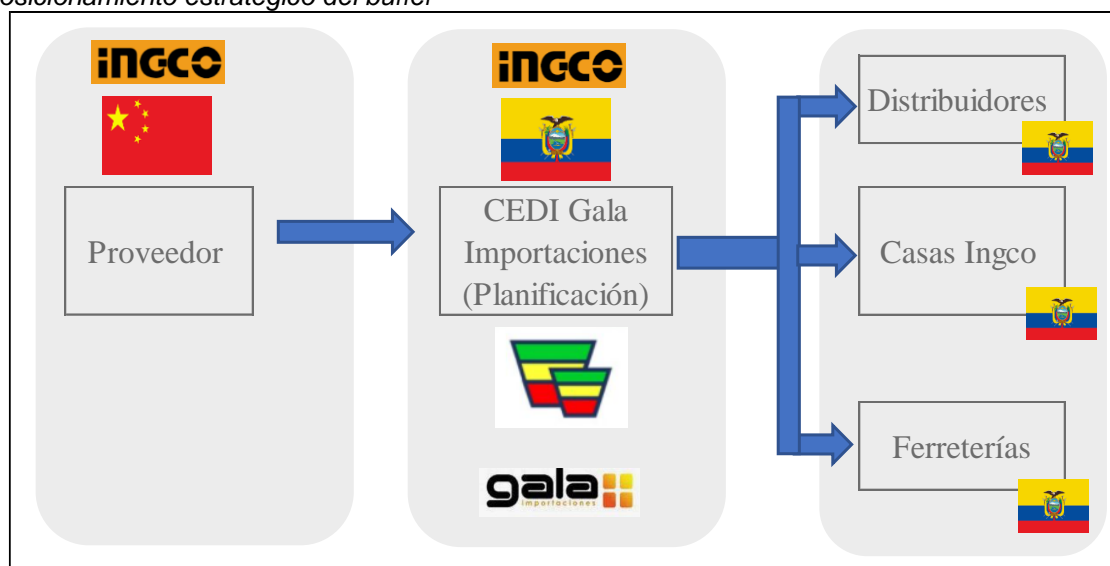 osicionamiento estratégico del buffer
iNGCO
iNGCO
Proveedor
CEDI Gala
Importaciones
(Planificación)
gala
importaciones
Distribuidores
Casas Ingco
Ferreterías